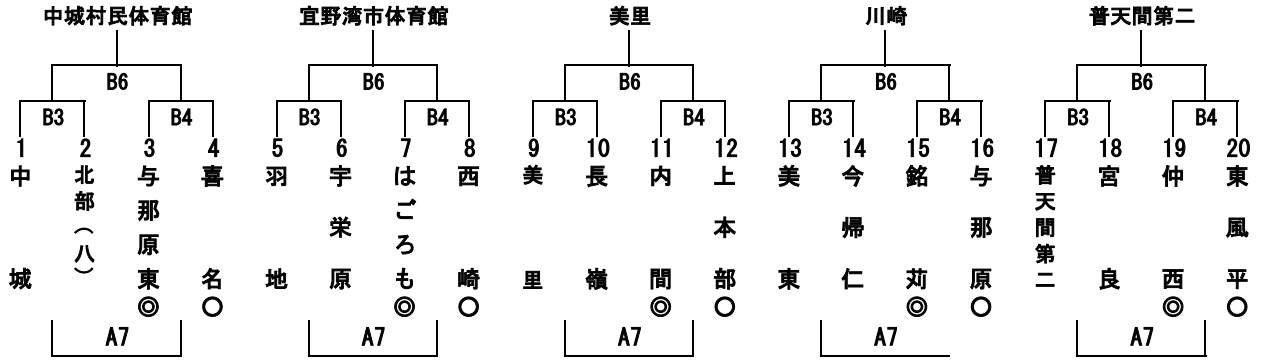 中城村民体育館 宜野湾市体育館 美里 川崎 普天間第二
B6 B6 B6 B6 B6
B3 B4 B3 B4 B3 B4 B3 B4 B3 B4
1 2 3 4 5 6 7 8 9 10 11 12 13 14 15 16 17 18 19 20
中城
北部(八)
与那原東◎
喜名○
羽地
宇栄原
はごろも◎
西崎○
美里
長嶺
内間◎
上本部○
美東
今帰仁
銘苅◎
与那原○
普天間第二
宮良
仲西◎
東風平○
A7 A7 A7 A7 A7